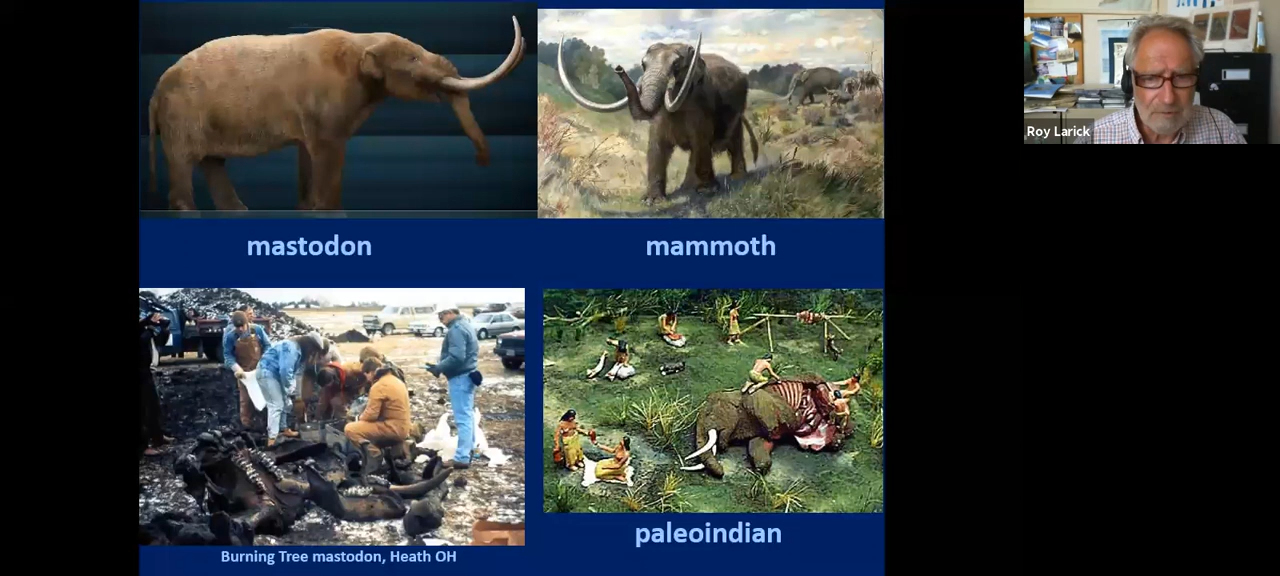 Roy Larick
mastodon
mammoth
Burning Tree mastodon, Heath OH
paleoindian